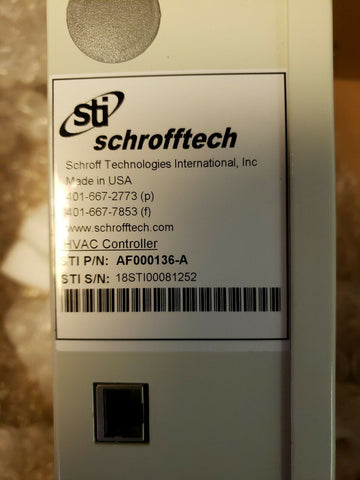 sti
schrofftech
Schroff Technologies International, Inc
Made in USA
401-667-2773 (p)
401-667-7853 (f)
www.schrofftech.com
HVAC Controller
STI P/N: AF000136-A
STI S/N: 18STI00081252